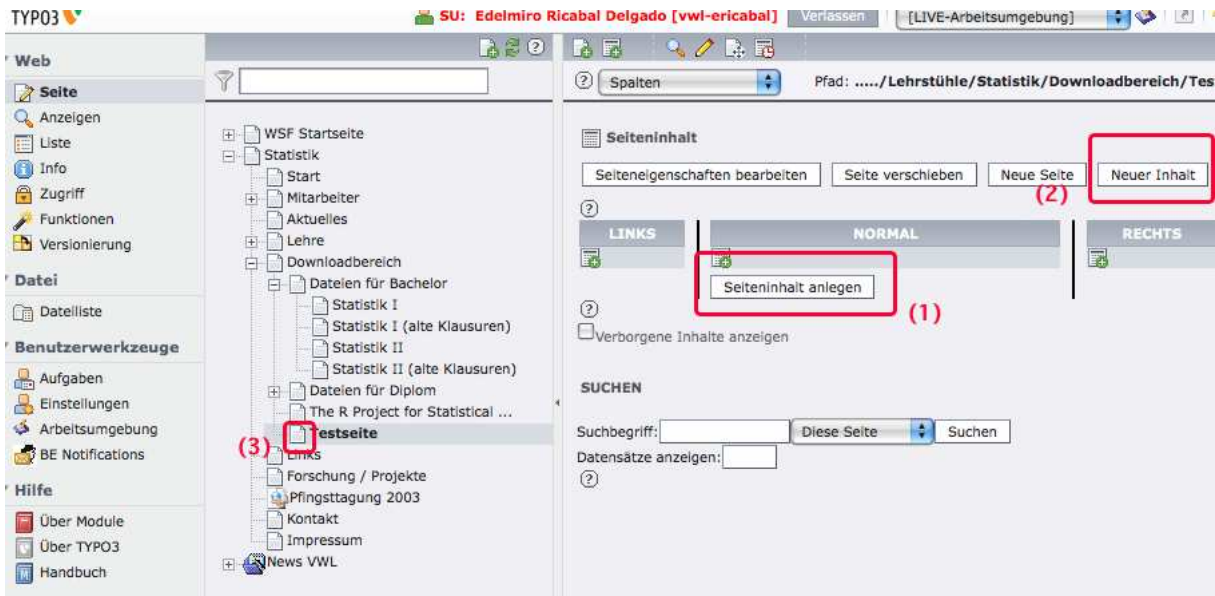 TYPO3
SU: Edelmiro Ricabal Delgado [vwl-ericabal] Verlassen [LIVE-Arbeitsumgebung]
Web
Seite
Anzeigen
Liste
Info
Zugriff
Funktionen
Versionierung
Datei
Dateiliste
Benutzerwerkzeuge
Aufgaben
Einstellungen
Arbeitsumgebung
BE Notifications
Hilfe
Über Module
Über TYPO3
Handbuch
WSF Startseite
Statistik
Start
Mitarbeiter
Aktuelles
Lehre
Downloadbereich
Dateien für Bachelor
Statistik I
Statistik I (alte Klausuren)
Statistik II
Statistik II (alte Klausuren)
Dateien für Diplom
The R Project for Statistical ...
Testseite
(3)
Links
Forschung / Projekte
Pfingsttagung 2003
Kontakt
Impressum
News VWL
Spalten
Pfad: ...../Lehrstühle/Statistik/Downloadbereich/Tes
Seiteninhalt
Seiteneigenschaften bearbeiten Seite verschieben Neue Seite Neuer Inhalt
(2)
LINKS NORMAL RECHTS
Seiteninhalt anlegen
(1)
Verborgene Inhalte anzeigen
SUCHEN
Suchbegriff: Diese Seite Suchen
Datensätze anzeigen: